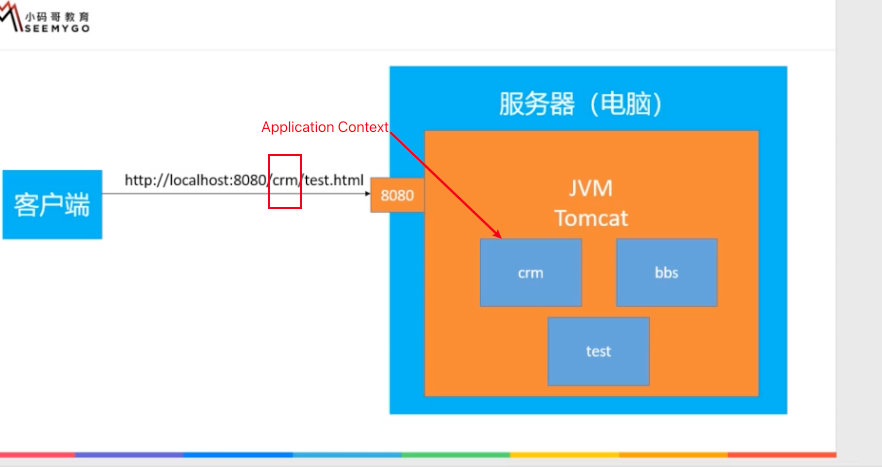 小码哥教育
SEEMYGO
服务器（电脑）
Application Context
http://localhost:8080/crm/test.html
客户端
8080
JVM
Tomcat
crm
bbs
test